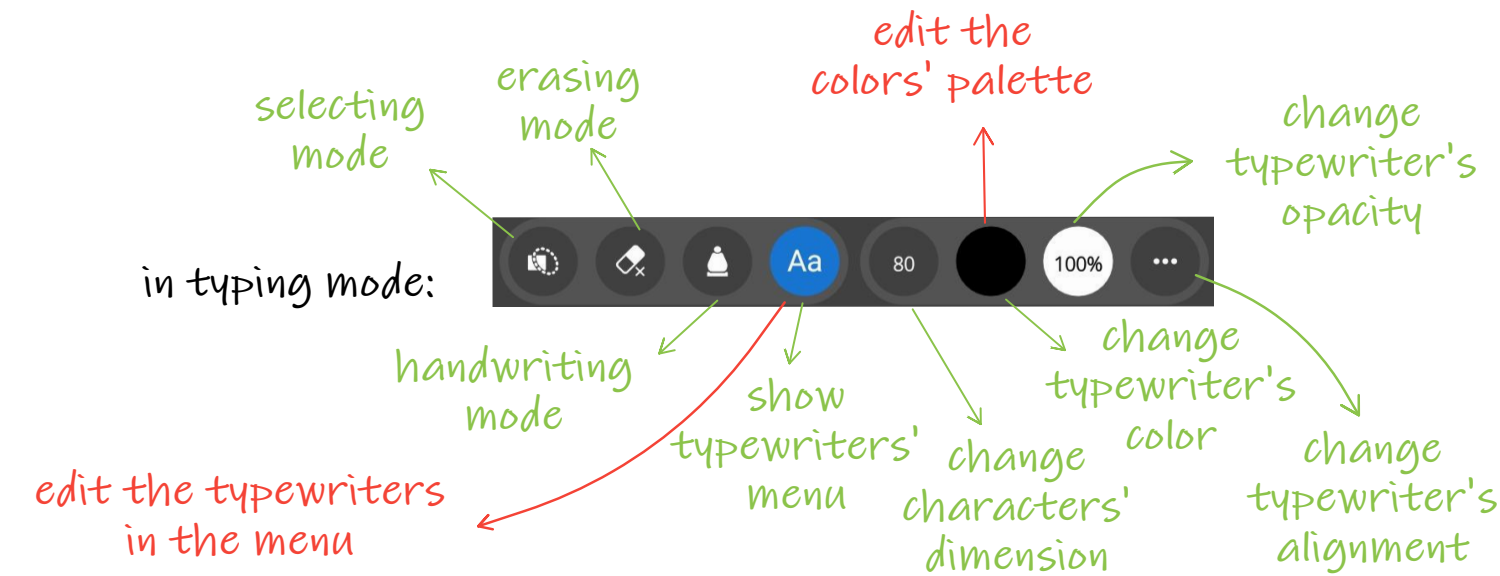 edit the
colors' palette
erasing
mode
selecting
mode
change
typewriter's
opacity
in typing mode:
Aa
80
100%
handwriting
mode
show
typewriters'
menu
change
typewriter's
color
change
characters'
dimension
change
typewriter's
alignment
edit the typewriters
in the menu